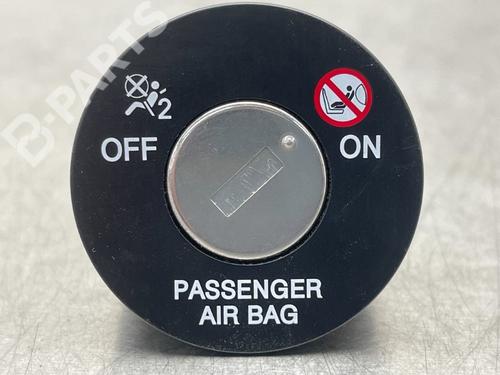 B-PARTS
2
OFF
ON
PASSENGER
AIR BAG